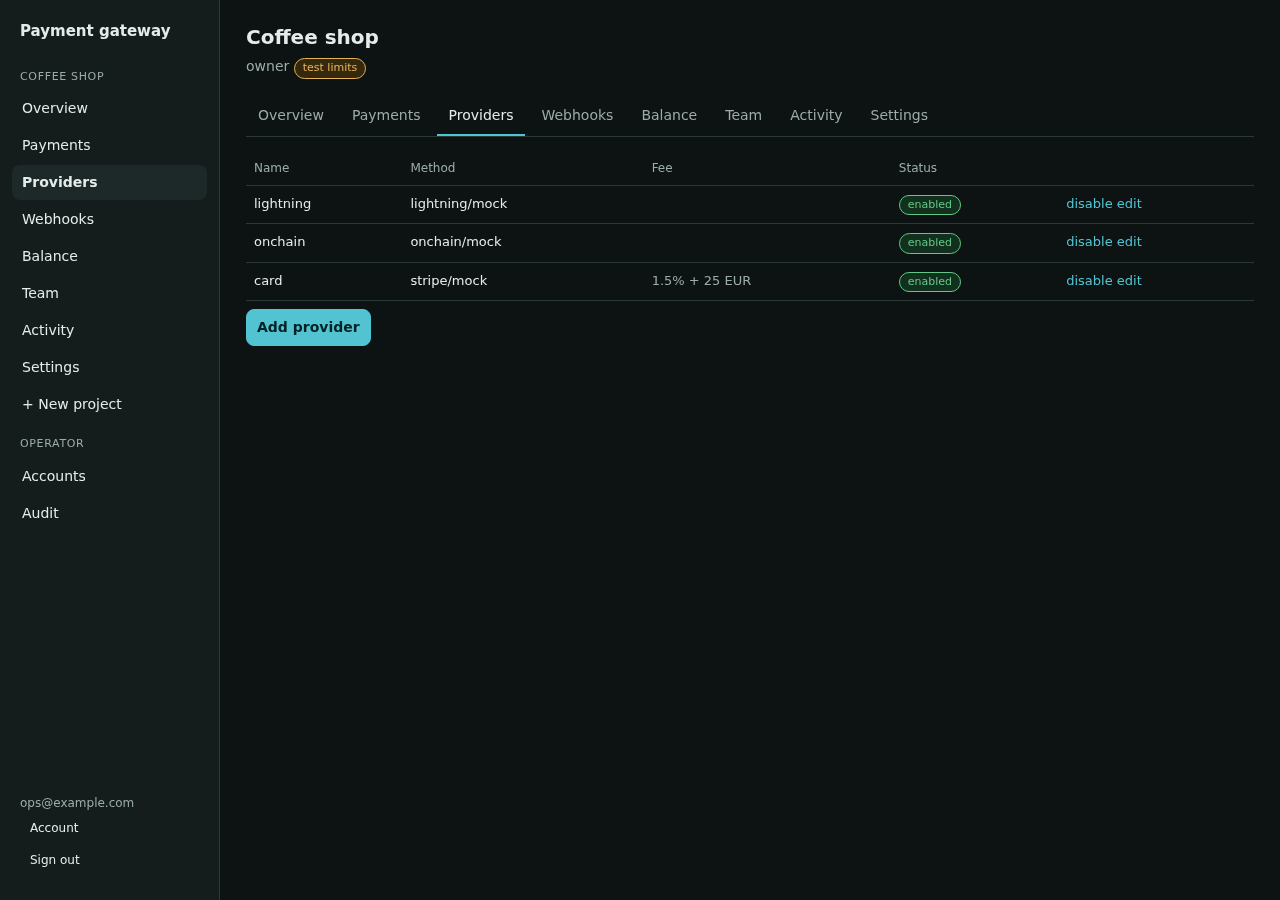 Payment gateway
COFFEE SHOP
Overview
Payments
Providers
Webhooks
Balance
Team
Activity
Settings
+ New project
OPERATOR
Accounts
Audit
ops@example.com
Account
Sign out
Coffee shop
owner test limits
Overview Payments Providers Webhooks Balance Team Activity Settings
Name Method Fee Status
lightning lightning/mock enabled disable edit
onchain onchain/mock enabled disable edit
card stripe/mock 1.5% + 25 EUR enabled disable edit
Add provider